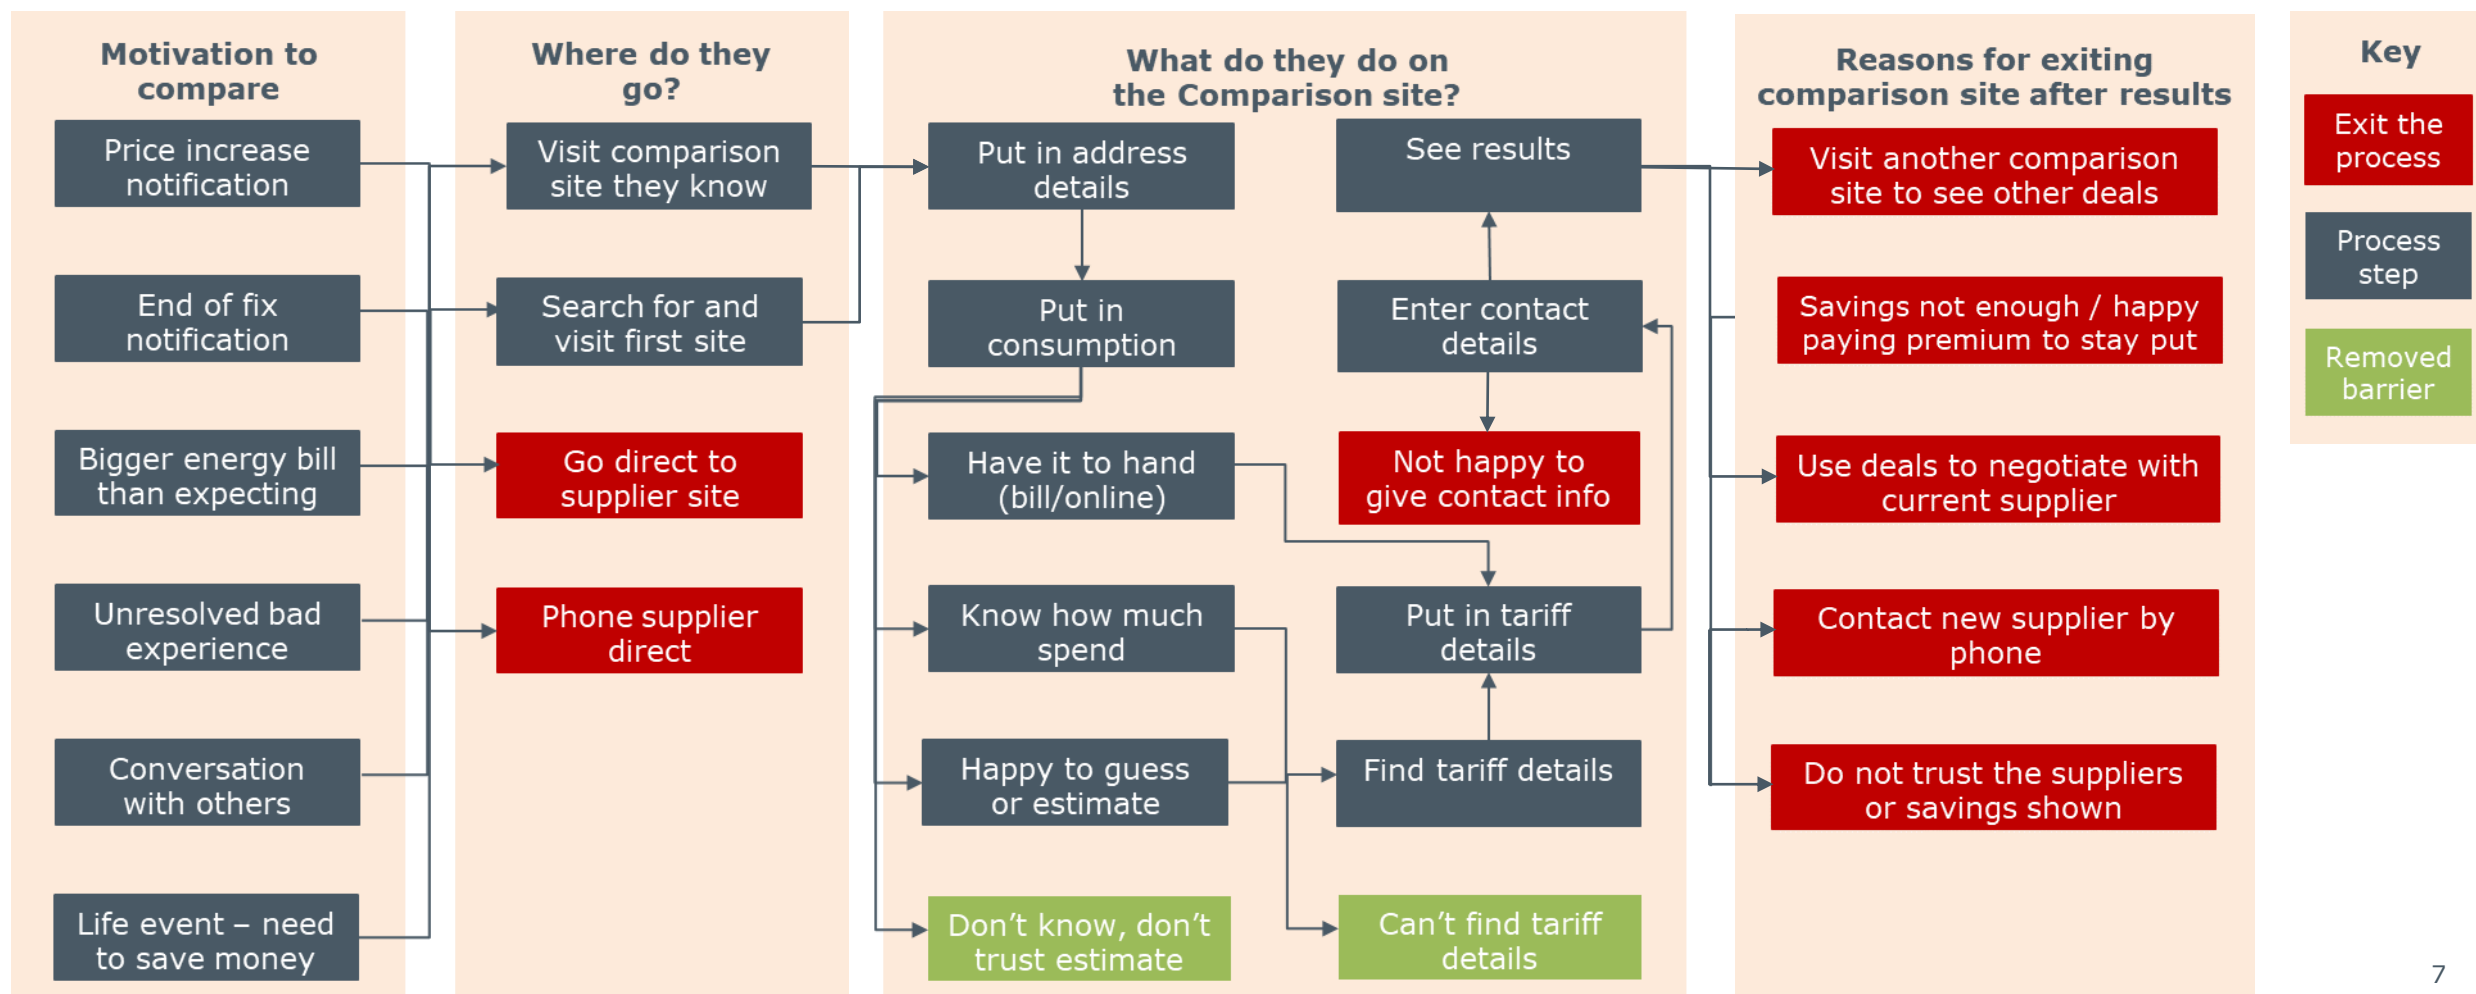 Motivation to
compare
Price increase
notification
End of fix
notification
Bigger energy bill
than expecting
Unresolved bad
experience
Conversation
with others
Life event – need
to save money
Where do they
go?
Visit comparison
site they know
Search for and
visit first site
Go direct to
supplier site
Phone supplier
direct
What do they do on
the Comparison site?
Put in address
details
Put in
consumption
Have it to hand
(bill/online)
Know how much
spend
Happy to guess
or estimate
Don’t know, don’t
trust estimate
See results
Enter contact
details
Not happy to
give contact info
Put in tariff
details
Find tariff details
Can’t find tariff
details
Reasons for exiting
comparison site after results
Visit another comparison
site to see other deals
Savings not enough / happy
paying premium to stay put
Use deals to negotiate with
current supplier
Contact new supplier by
phone
Do not trust the suppliers
or savings shown
Key
Exit the
process
Process
step
Removed
barrier
7